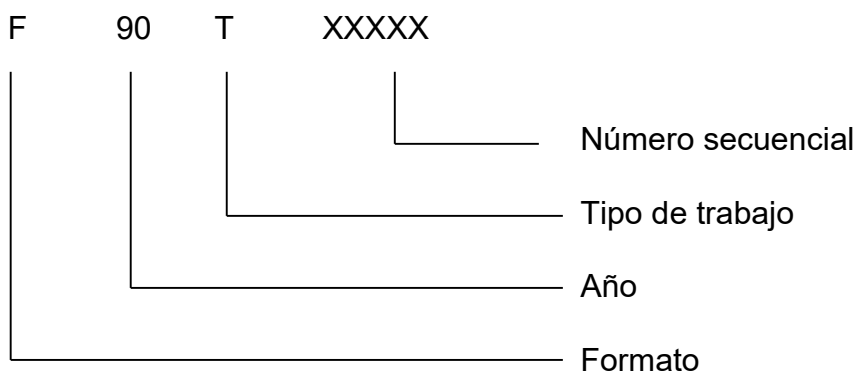 F 90 T XXXXX
Número secuencial
Tipo de trabajo
Año
Formato